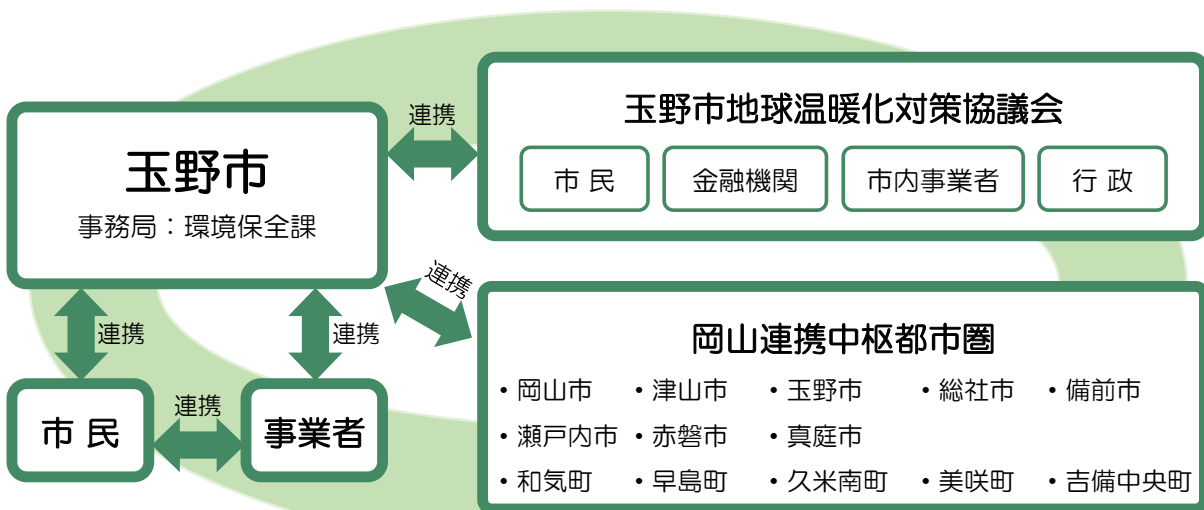 玉野市
事務局：環境保全課
連携
玉野市地球温暖化対策協議会
市民 金融機関 市内事業者 行政
連携
岡山連携中枢都市圏
・岡山市 ・津山市 ・玉野市 ・総社市 ・備前市
・瀬戸内市 ・赤磐市 ・真庭市
・和気町 ・早島町 ・久米南町 ・美咲町 ・吉備中央町
連携
連携
市民
連携
事業者